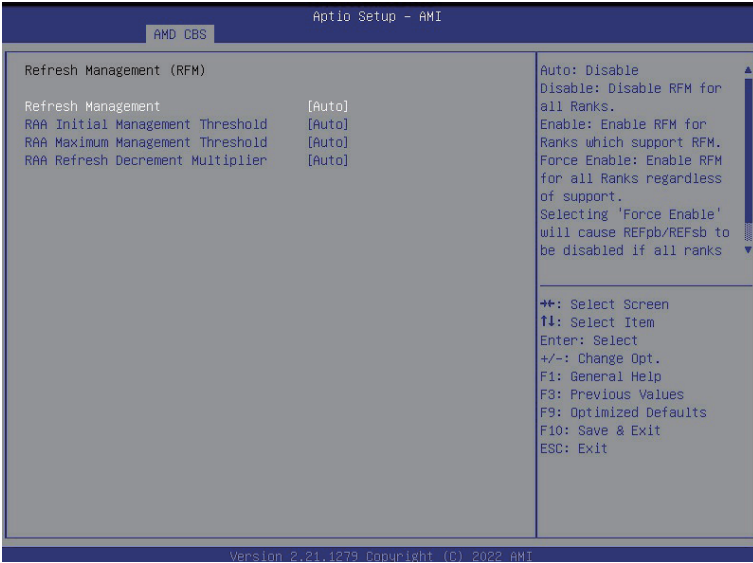 Aptio Setup – AMI
AMD CBS
Refresh Management (RFM)
Refresh Management [Auto]
RAA Initial Management Threshold [Auto]
RAA Maximum Management Threshold [Auto]
RAA Refresh Decrement Multiplier [Auto]
Auto: Disable
Disable: Disable RFM for
all Ranks.
Enable: Enable RFM for
Ranks which support RFM.
Force Enable: Enable RFM
for all Ranks regardless
of support.
Selecting 'Force Enable'
will cause REFpb/REFsb to
be disabled if all ranks
→←: Select Screen
↑↓: Select Item
Enter: Select
+/-: Change Opt.
F1: General Help
F3: Previous Values
F9: Optimized Defaults
F10: Save & Exit
ESC: Exit
Version 2.21.1279 Copyright (C) 2022 AMI